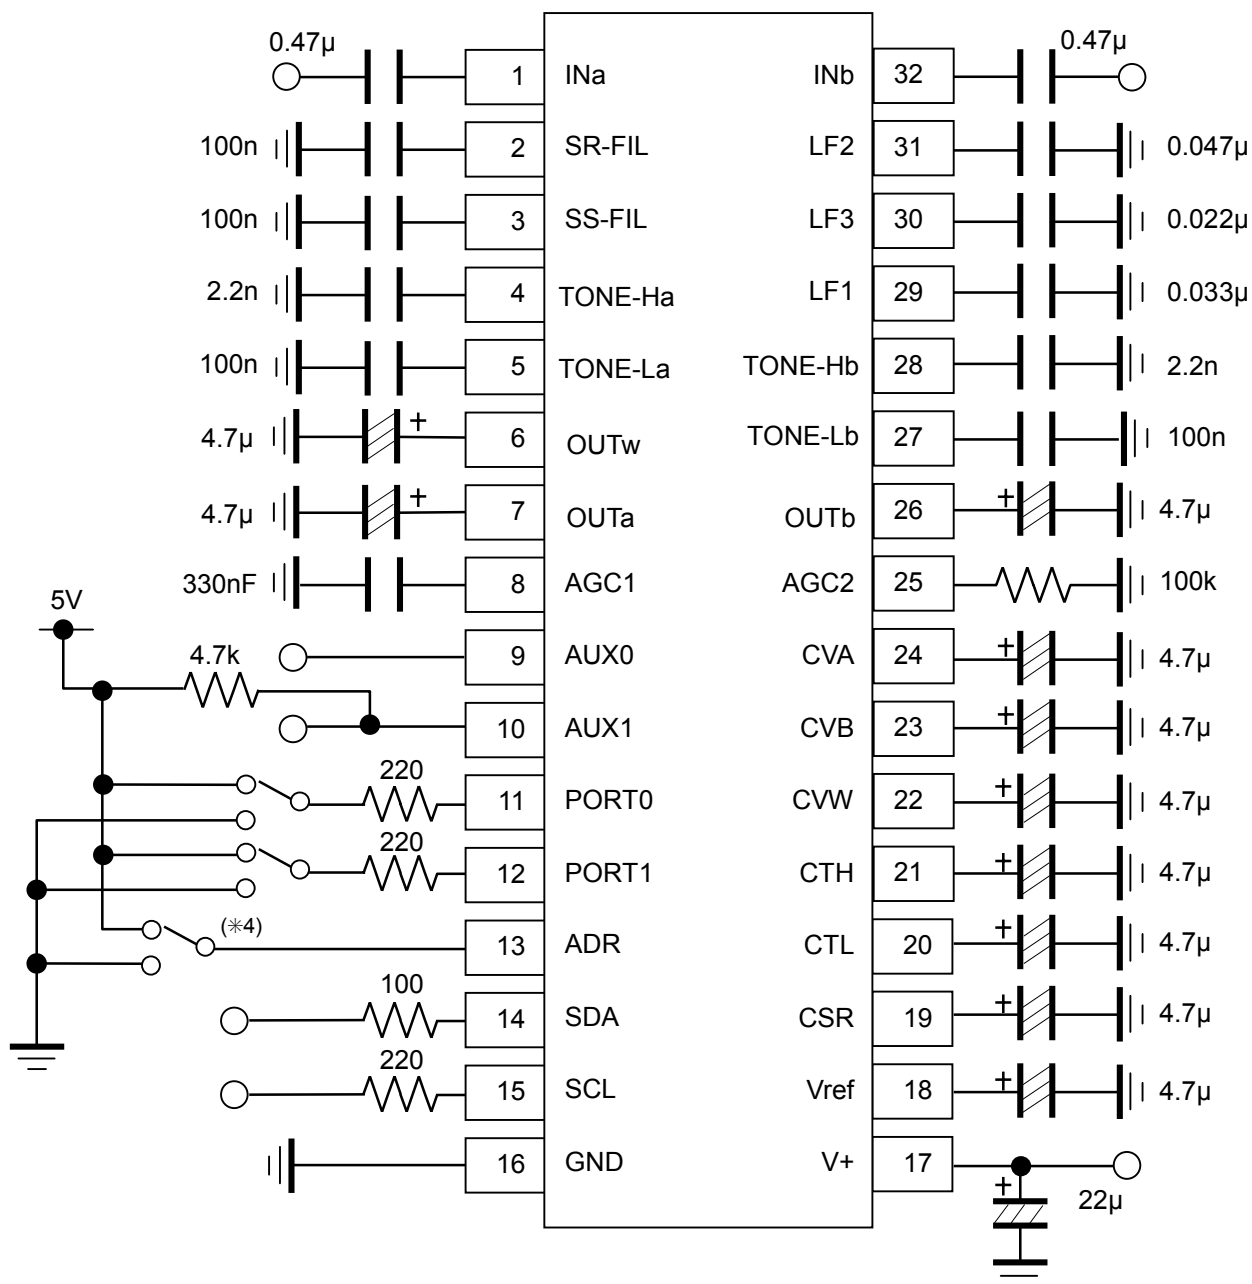 0.47µ 1 INa INb 32 0.47µ
100n 2 SR-FIL LF2 31 0.047µ
100n 3 SS-FIL LF3 30 0.022µ
2.2n 4 TONE-Ha LF1 29 0.033µ
100n 5 TONE-La TONE-Hb 28 2.2n
4.7µ + 6 OUTw TONE-Lb 27 100n
4.7µ + 7 OUTa OUTb 26 + 4.7µ
330nF 8 AGC1 AGC2 25 100k
5V
4.7k 9 AUX0 CVA 24 + 4.7µ
10 AUX1 CVB 23 + 4.7µ
220 11 PORT0 CVW 22 + 4.7µ
220 12 PORT1 CTH 21 + 4.7µ
(✳4) 13 ADR CTL 20 + 4.7µ
100 14 SDA CSR 19 + 4.7µ
220 15 SCL Vref 18 + 4.7µ
16 GND V+ 17
+ 22µ